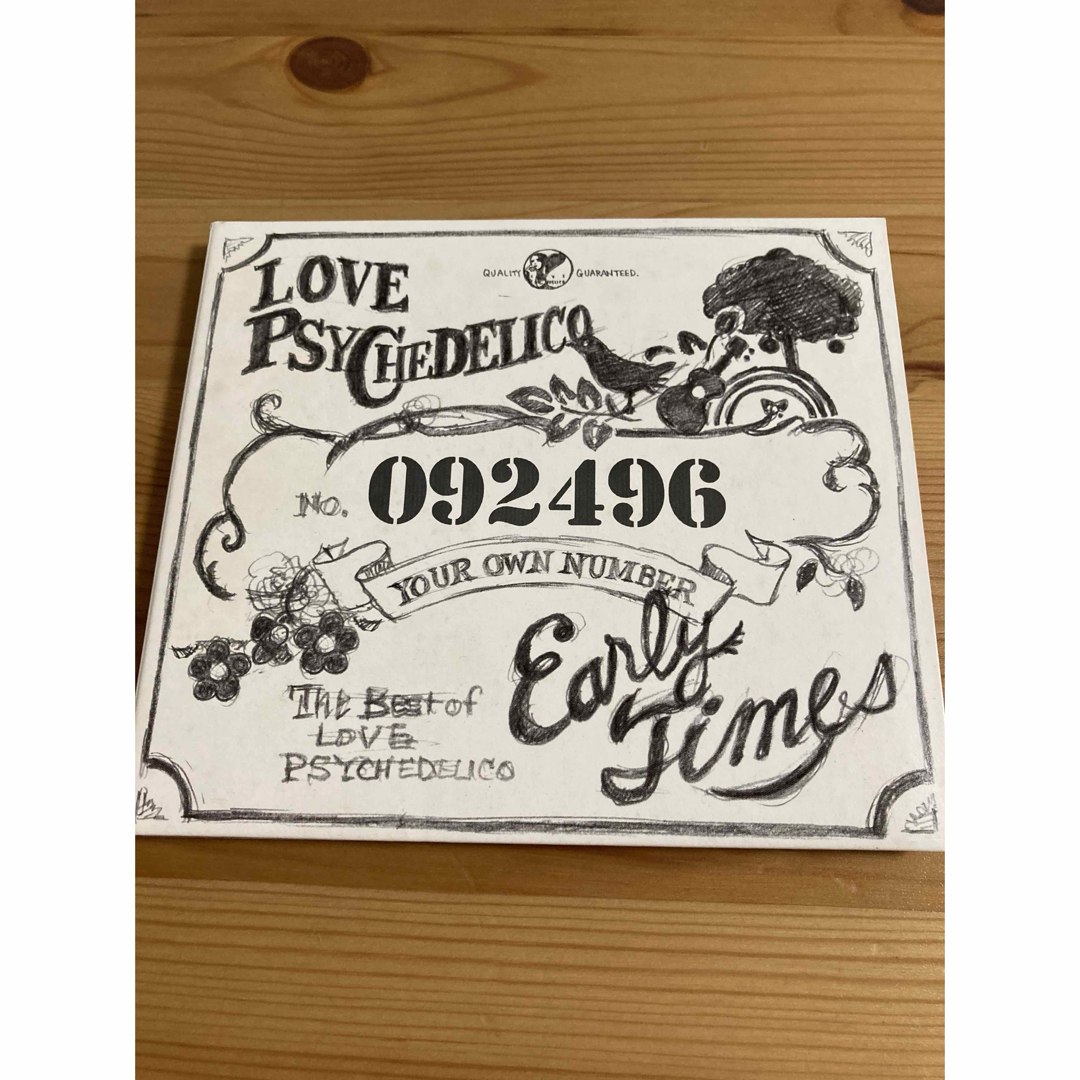 LOVE
PSYCHEDELICO
QUALITY GUARANTEED.
No. 092496
YOUR OWN NUMBER
Early
Times
The Best of
LOVE
PSYCHEDELICO